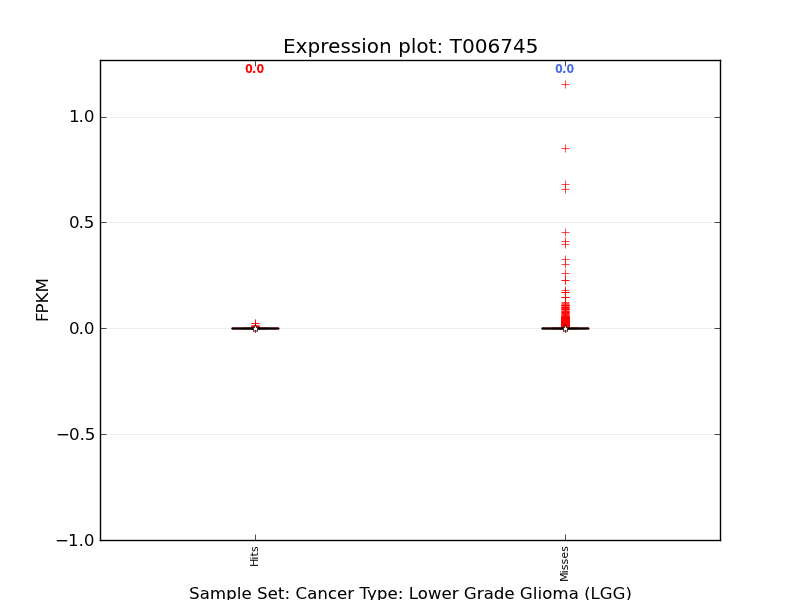 Expression plot: T006745
0.0 0.0
1.0
0.5
0.0
−0.5
−1.0
FPKM
Hits Misses
Sample Set: Cancer Type: Lower Grade Glioma (LGG)